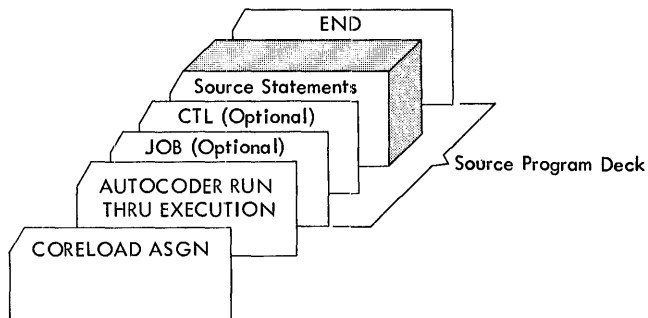 END
Source Statements
CTL (Optional)
JOB (Optional)
Source Program Deck
AUTOCODER RUN
THRU EXECUTION
CORELOAD ASGN